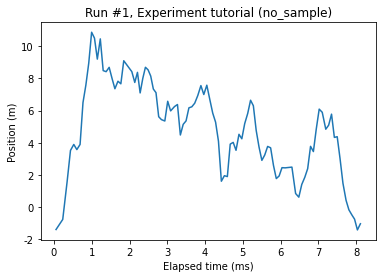 Run #1, Experiment tutorial (no_sample)
Position (m)
10
8
6
4
2
0
-2
0 1 2 3 4 5 6 7 8
Elapsed time (ms)